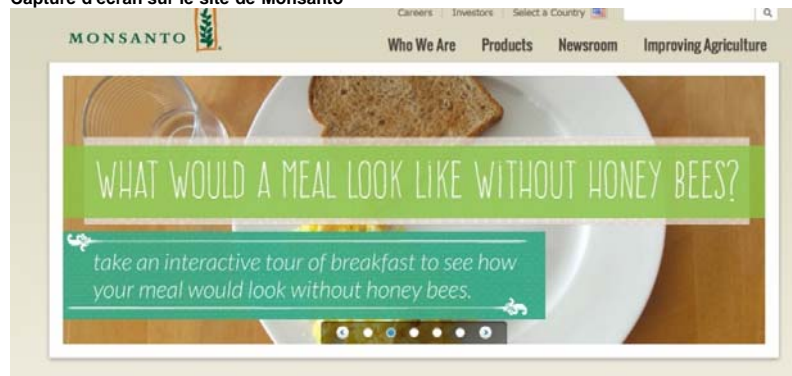 Capture d'écran sur le site de Monsanto
Careers Investors Select a Country
MONSANTO
Who We Are Products Newsroom Improving Agriculture
WHAT WOULD A MEAL LOOK LIKE WITHOUT HONEY BEES?
take an interactive tour of breakfast to see how
your meal would look without honey bees.